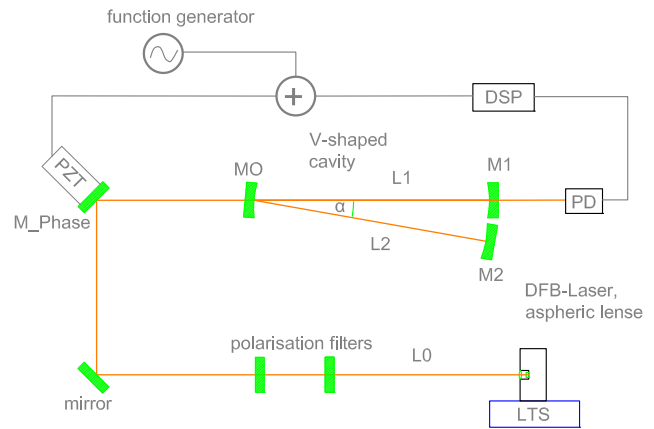 function generator
DSP
V-shaped
cavity
PZT
MO
L1
M1
PD
M_Phase
α
L2
M2
DFB-Laser,
aspheric lense
polarisation filters
L0
mirror
LTS